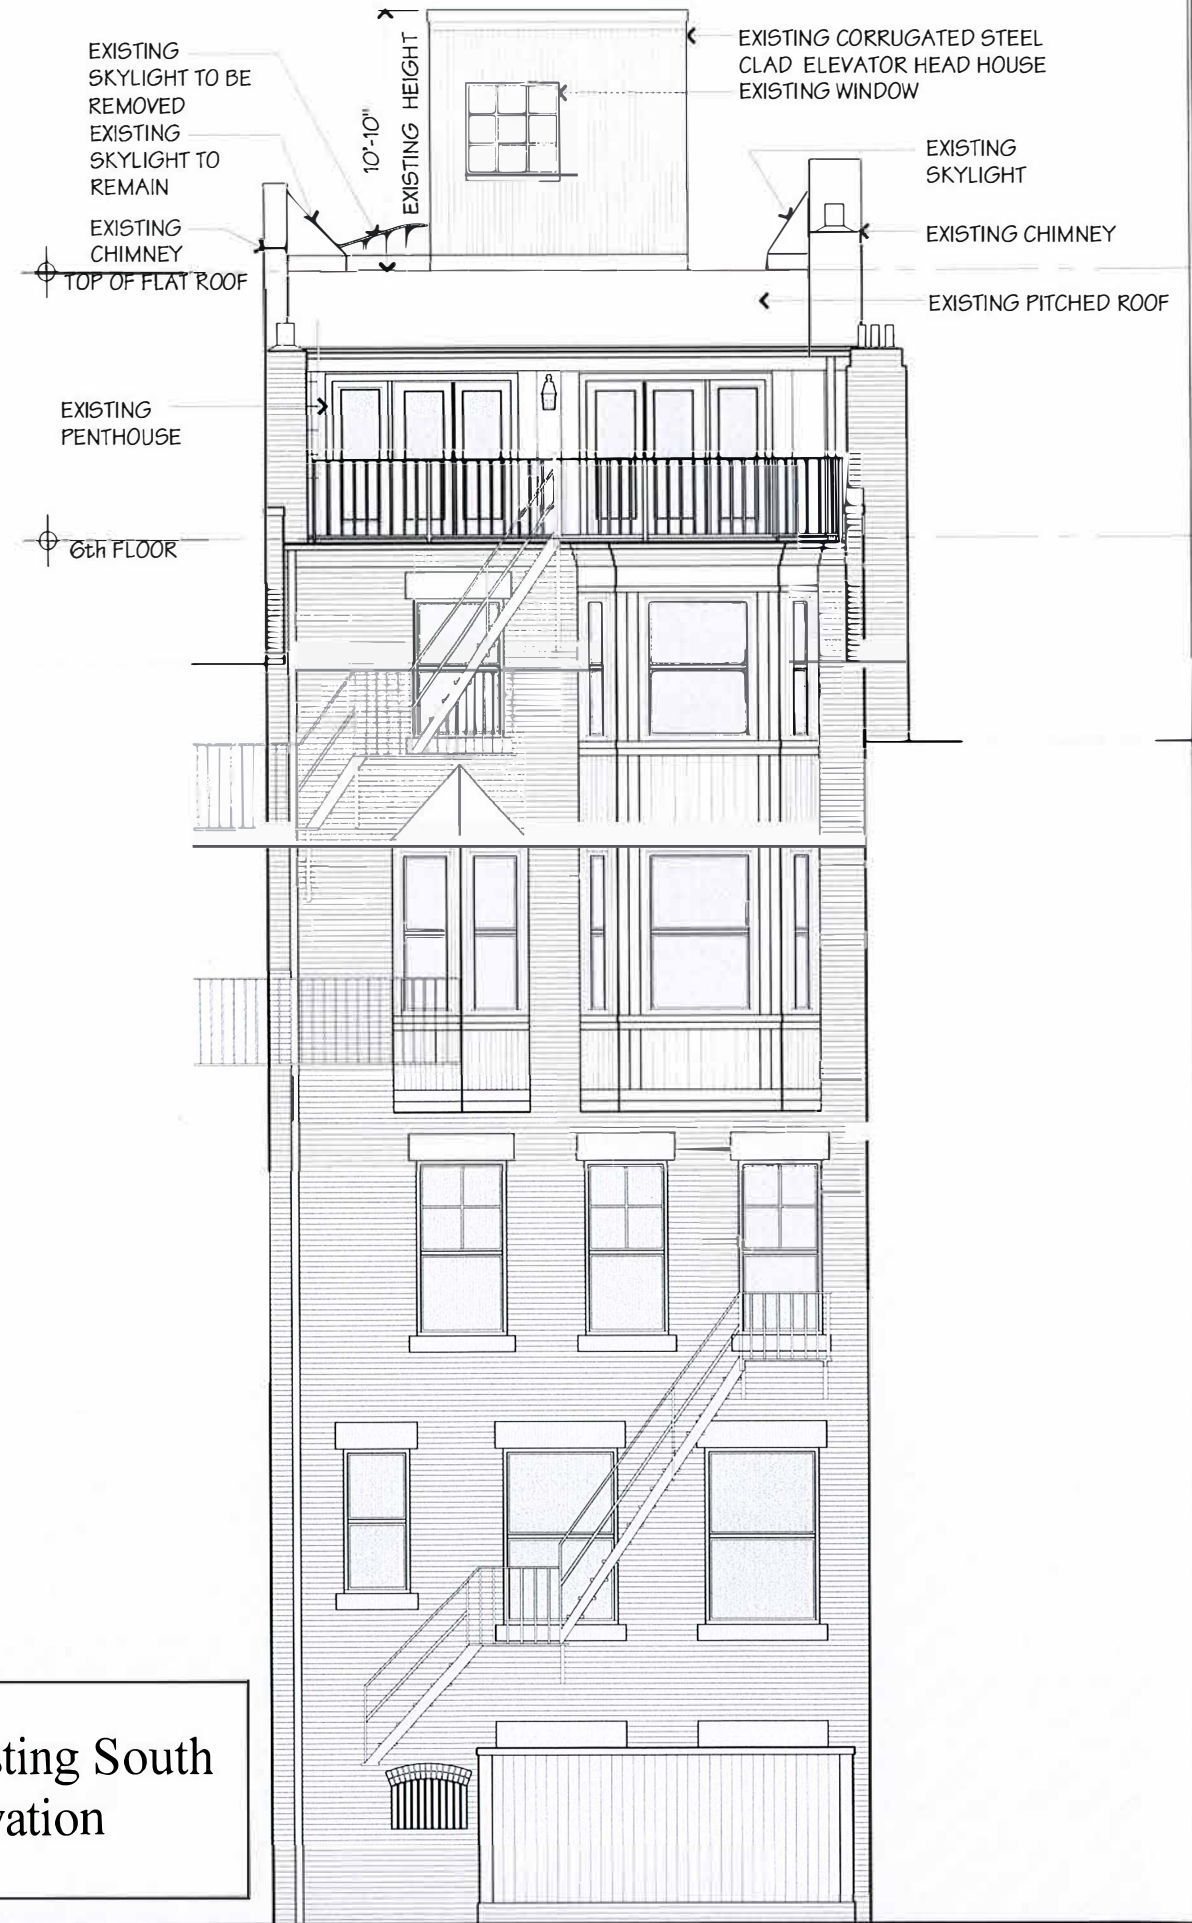 EXISTING
SKYLIGHT TO BE
REMOVED
EXISTING
SKYLIGHT TO
REMAIN
EXISTING
CHIMNEY
TOP OF FLAT ROOF
10'-10"
EXISTING HEIGHT
EXISTING CORRUGATED STEEL
CLAD ELEVATOR HEAD HOUSE
EXISTING WINDOW
EXISTING
SKYLIGHT
EXISTING CHIMNEY
EXISTING PITCHED ROOF
EXISTING
PENTHOUSE
6th FLOOR
sting South
vation